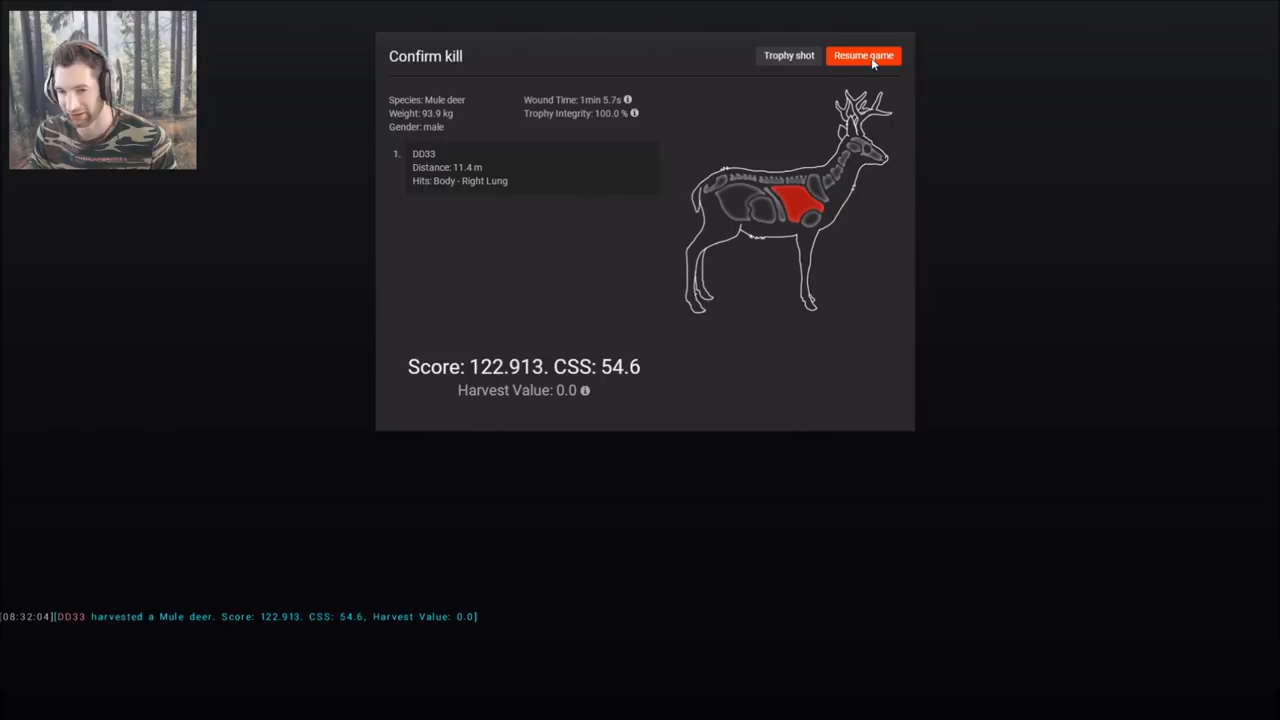 Confirm kill
Trophy shot
Resume game
Species: Mule deer
Weight: 93.9 kg
Gender: male
Wound Time: 1min 5.7s
Trophy Integrity: 100.0 %
1.
DD33
Distance: 11.4 m
Hits: Body - Right Lung
Score: 122.913. CSS: 54.6
Harvest Value: 0.0
[08:32:04][DD33 harvested a Mule deer. Score: 122.913. CSS: 54.6, Harvest Value: 0.0]